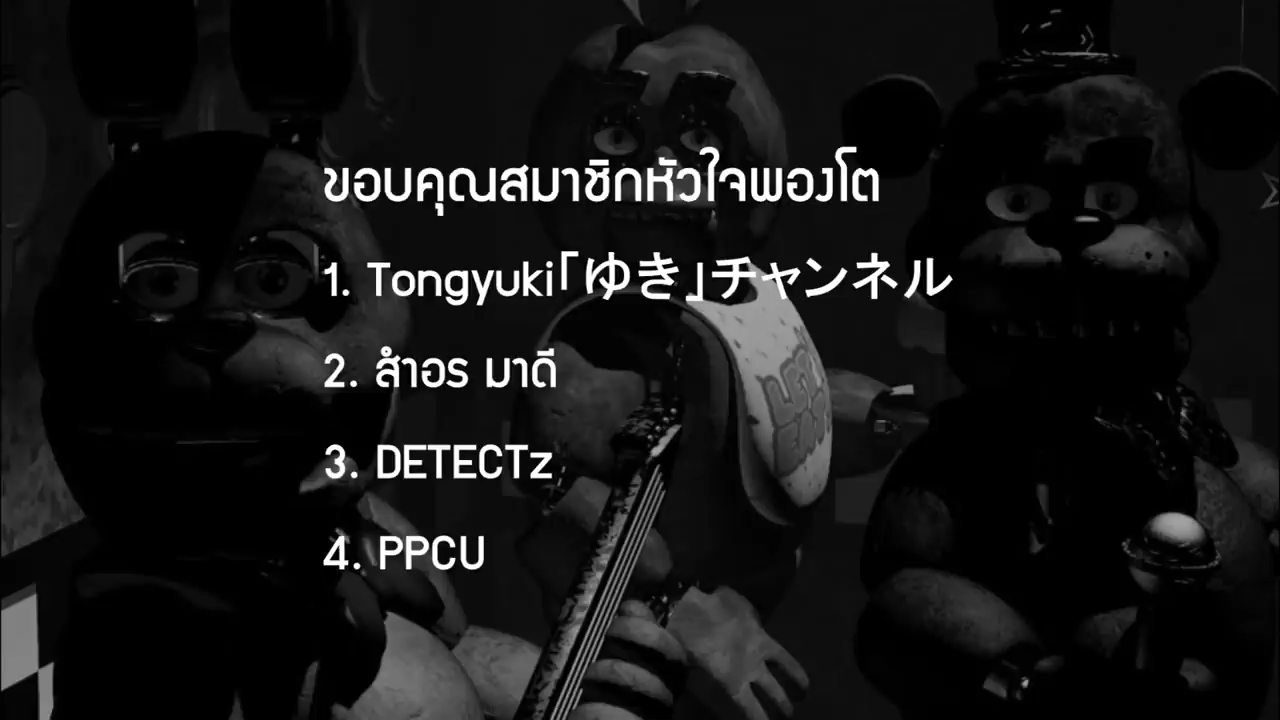 ขอบคุณสมาชิกหัวใจพองโต
1. Tongyuki「ゆき」チャンネル
2. สำอร มาดี
3. DETECTz
4. PPCU
LET'S
EAT!!!